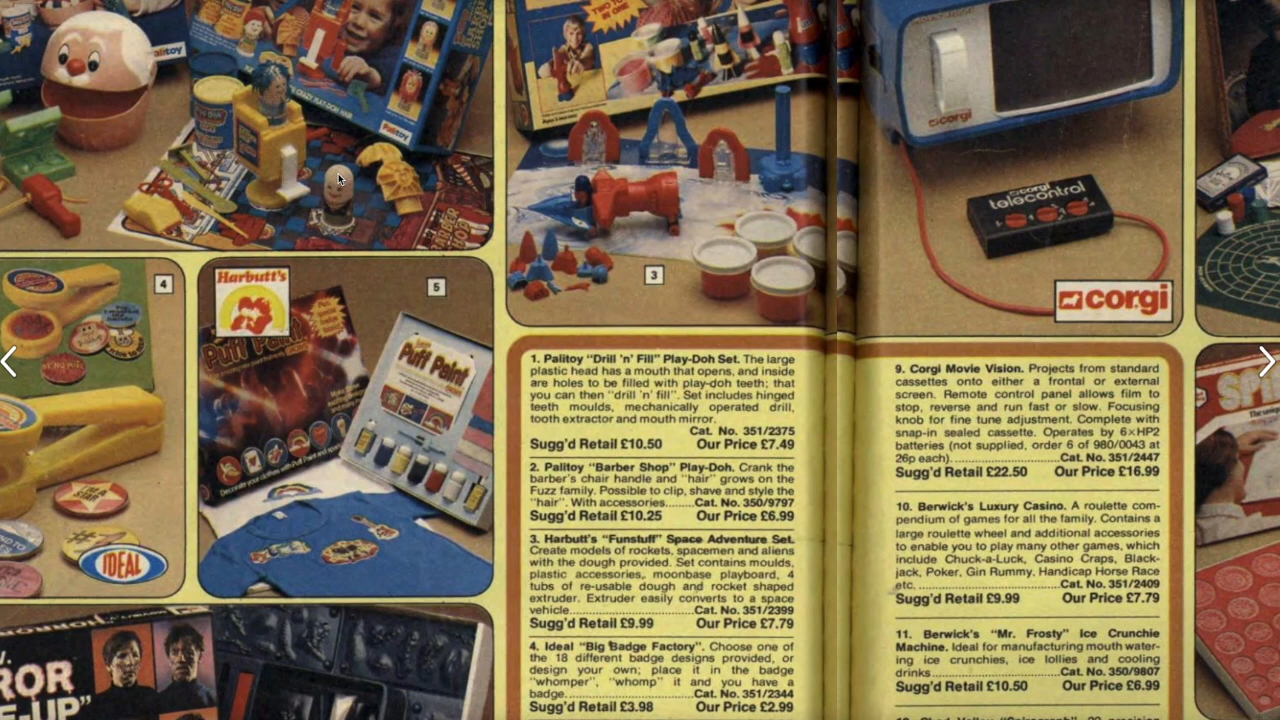 Palitoy
CRAZY PLAY-DOH HAIR
Palitoy
TWO TOYS
IN ONE
corgi
corgi
telecontrol
corgi
3
4
IDEAL
Harbutt's
5
Puff Paint
Puff Paint
1. Palitoy “Drill ’n’ Fill” Play-Doh Set. The large
plastic head has a mouth that opens, and inside
are holes to be filled with play-doh teeth; that
you can then “drill ’n’ fill”. Set includes hinged
teeth moulds, mechanically operated drill,
tooth extractor and mouth mirror.
Cat. No. 351/2375
Sugg’d Retail £10.50 Our Price £7.49
2. Palitoy “Barber Shop” Play-Doh. Crank the
barber’s chair handle and “hair” grows on the
Fuzz family. Possible to clip, shave and style the
“hair”. With accessories.......Cat. No. 350/9797
Sugg’d Retail £10.25 Our Price £6.99
3. Harbutt’s “Funstuff” Space Adventure Set.
Create models of rockets, spacemen and aliens
with the dough provided. Set contains moulds,
plastic accessories, moonbase playboard, 4
tubs of re-usable dough and rocket shaped
extruder. Extruder easily converts to a space
vehicle............................Cat. No. 351/2399
Sugg’d Retail £9.99 Our Price £7.79
4. Ideal “Big Badge Factory”. Choose one of
the 18 different badge designs provided, or
design your own; place it in the badge
“whomper”, “whomp” it and you have a
badge.............................Cat. No. 351/2344
Sugg’d Retail £3.98 Our Price £2.99
9. Corgi Movie Vision. Projects from standard
cassettes onto either a frontal or external
screen. Remote control panel allows film to
stop, reverse and run fast or slow. Focusing
knob for fine tune adjustment. Complete with
snap-in sealed cassette. Operates by 6×HP2
batteries (not supplied, order 6 of 980/0043 at
26p each)........................Cat. No. 351/2447
Sugg’d Retail £22.50 Our Price £16.99
10. Berwick’s Luxury Casino. A roulette com-
pendium of games for all the family. Contains a
large roulette wheel and additional accessories
to enable you to play many other games, which
include Chuck-a-Luck, Casino Craps, Black-
jack, Poker, Gin Rummy, Handicap Horse Race
etc.................................Cat. No. 351/2409
Sugg’d Retail £9.99 Our Price £7.79
11. Berwick’s “Mr. Frosty” Ice Crunchie
Machine. Ideal for manufacturing mouth water-
ing ice crunchies, ice lollies and cooling
drinks.............................Cat. No. 350/9807
Sugg’d Retail £10.50 Our Price £6.99